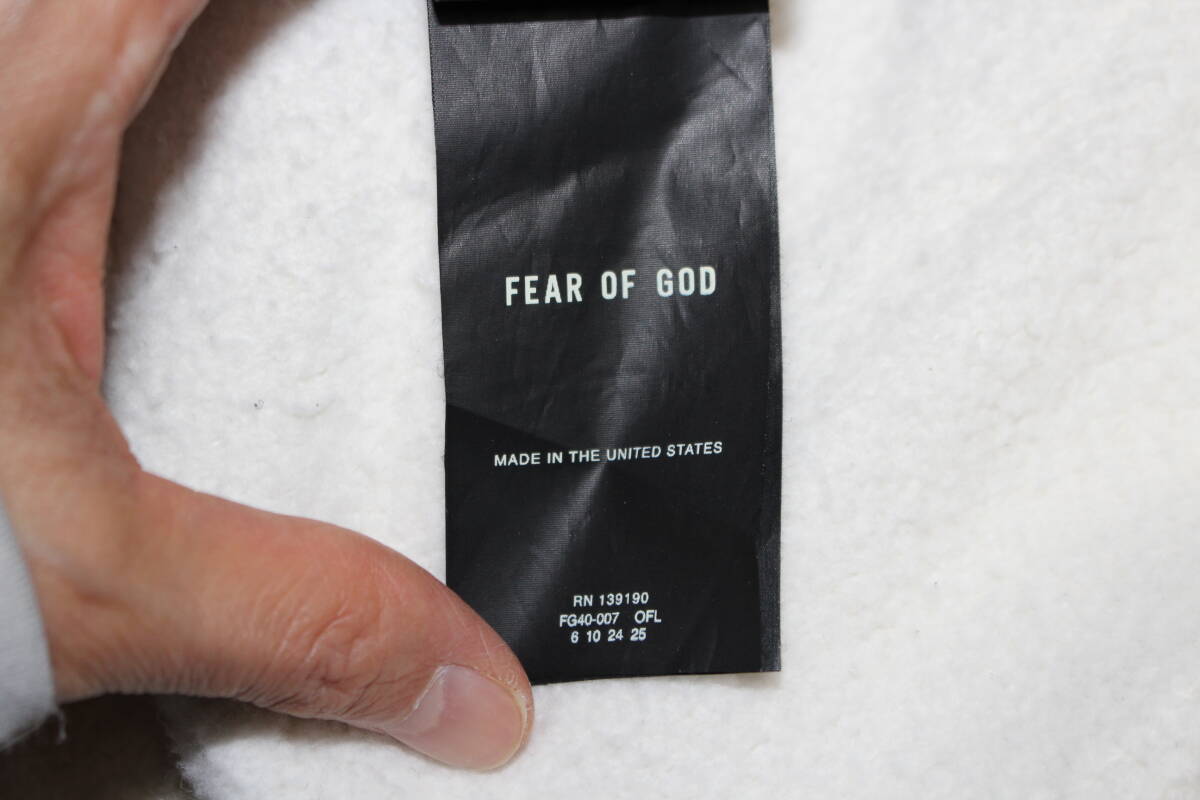 FEAR OF GOD
MADE IN THE UNITED STATES
RN 139190
FG40-007 OFL
6 10 24 25